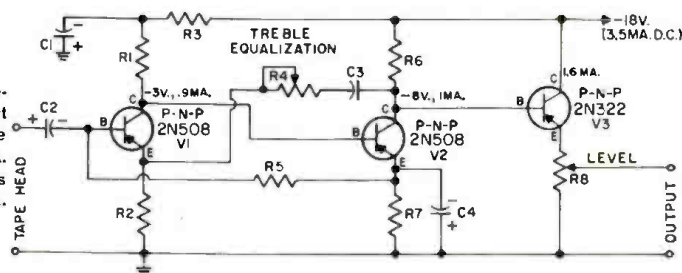 R3
-18V.
(3.5MA.D.C.)
C1
-
+
R1
TREBLE
EQUALIZATION
R4
C3
R6
-3V., .9MA.
-8V., 1MA.
1.6 MA.
C2
+
-
B
C
E
P-N-P
2N508
V1
B
C
E
P-N-P
2N508
V2
B
C
E
P-N-P
2N322
V3
R5
LEVEL
R8
R2
R7
-
+
C4
TAPE HEAD
OUTPUT